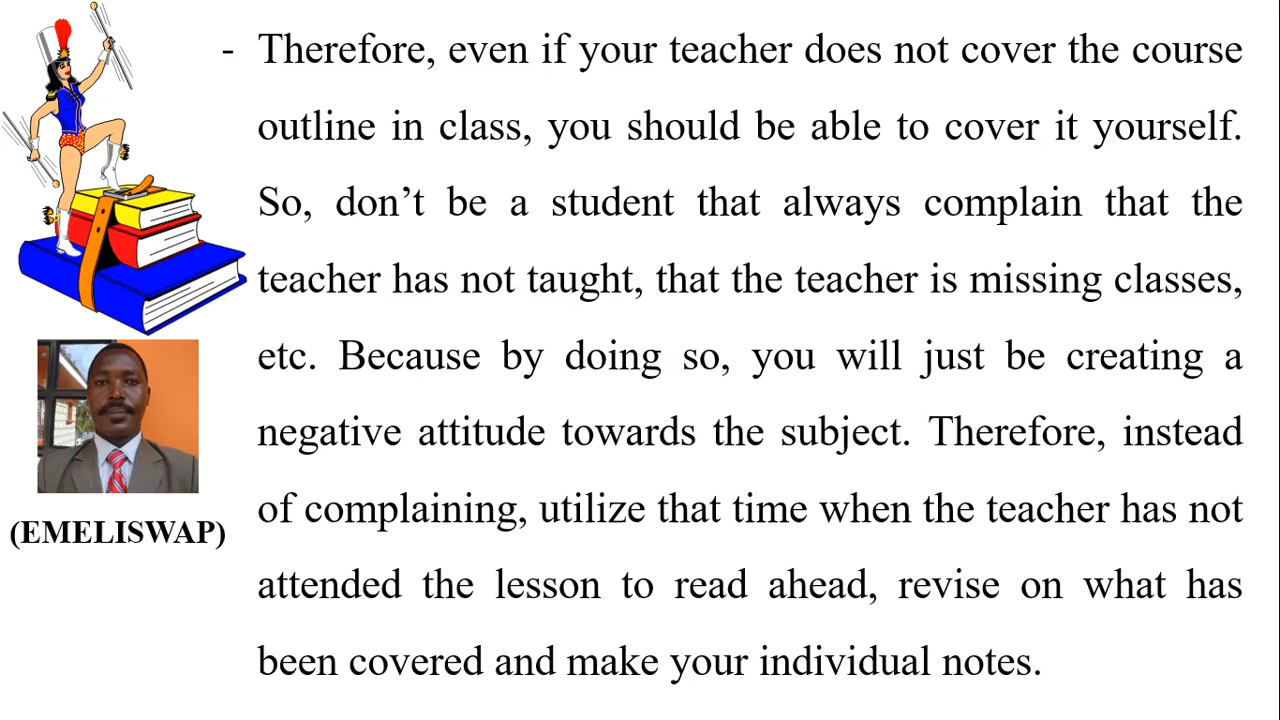 - Therefore, even if your teacher does not cover the course
outline in class, you should be able to cover it yourself.
So, don’t be a student that always complain that the
teacher has not taught, that the teacher is missing classes,
etc. Because by doing so, you will just be creating a
negative attitude towards the subject. Therefore, instead
of complaining, utilize that time when the teacher has not
attended the lesson to read ahead, revise on what has
been covered and make your individual notes.
(EMELISWAP)